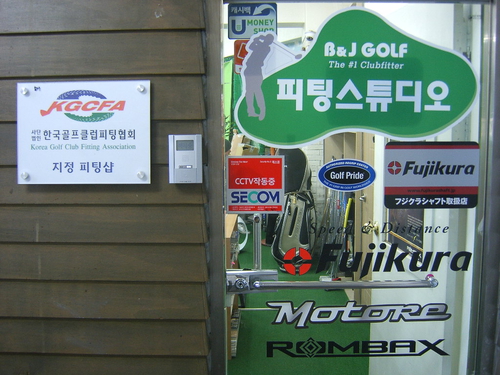 KGCFA
사단법인 한국골프클럽피팅협회
Korea Golf Club Fitting Association
지정 피팅샵
캐시백
U MONEY SHOP
B&J GOLF
The #1 Clubfitter
피팅스튜디오
CCTV작동중
SECOM
Golf Pride
Fujikura
フジクラシャフト取扱店
Speed & Distance
Fujikura
Motore
ROMBAX